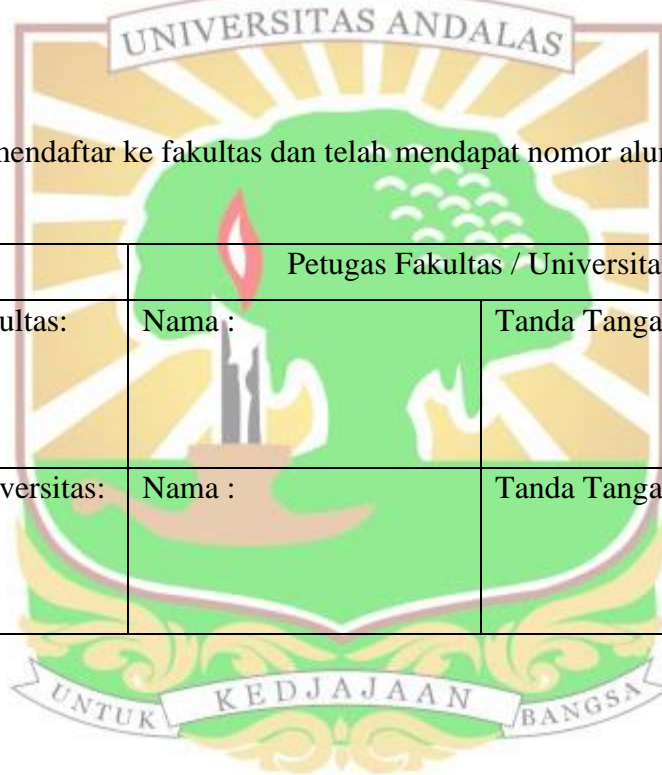 UNIVERSITAS ANDALAS
mendaftar ke fakultas dan telah mendapat nomor alu
Petugas Fakultas / Universita
ultas: Nama : Tanda Tanga
versitas: Nama : Tanda Tanga
UNTUK KEDJAJAAN BANGSA